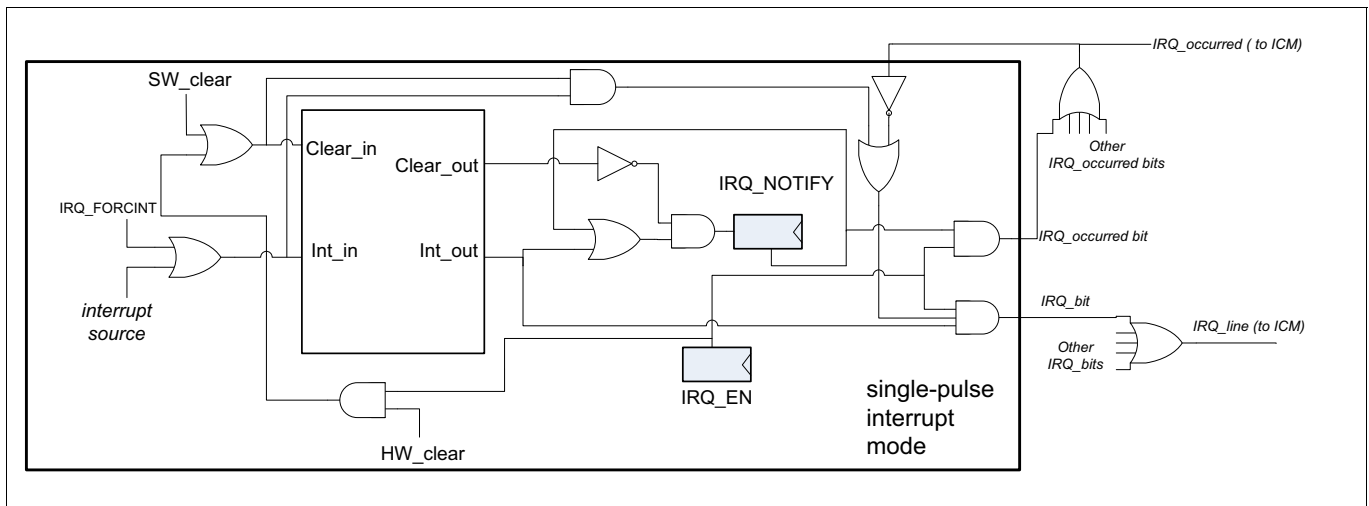 IRQ_occurred ( to ICM)
SW_clear
Other
IRQ_occurred bits
Clear_in
Clear_out
IRQ_NOTIFY
IRQ_FORCINT
IRQ_occurred bit
Int_in
Int_out
interrupt
source
IRQ_bit
IRQ_line (to ICM)
Other
IRQ_bits
IRQ_EN
single-pulse
interrupt
mode
HW_clear